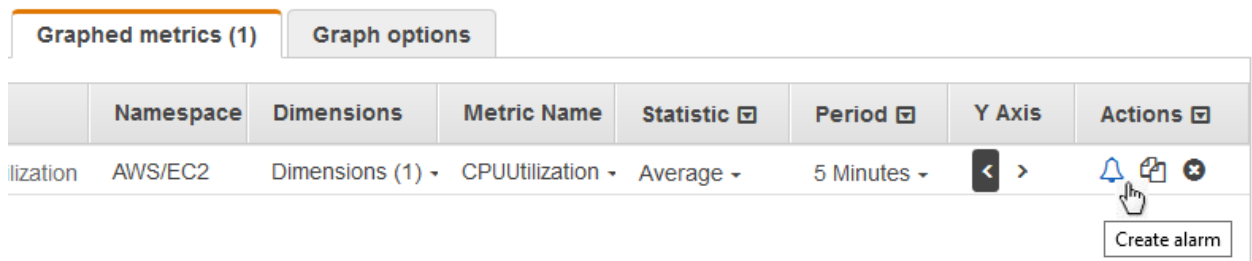 Graphed metrics (1) Graph options
Namespace Dimensions Metric Name Statistic Period Y Axis Actions
ilization AWS/EC2 Dimensions (1) CPUUtilization Average 5 Minutes < >
Create alarm